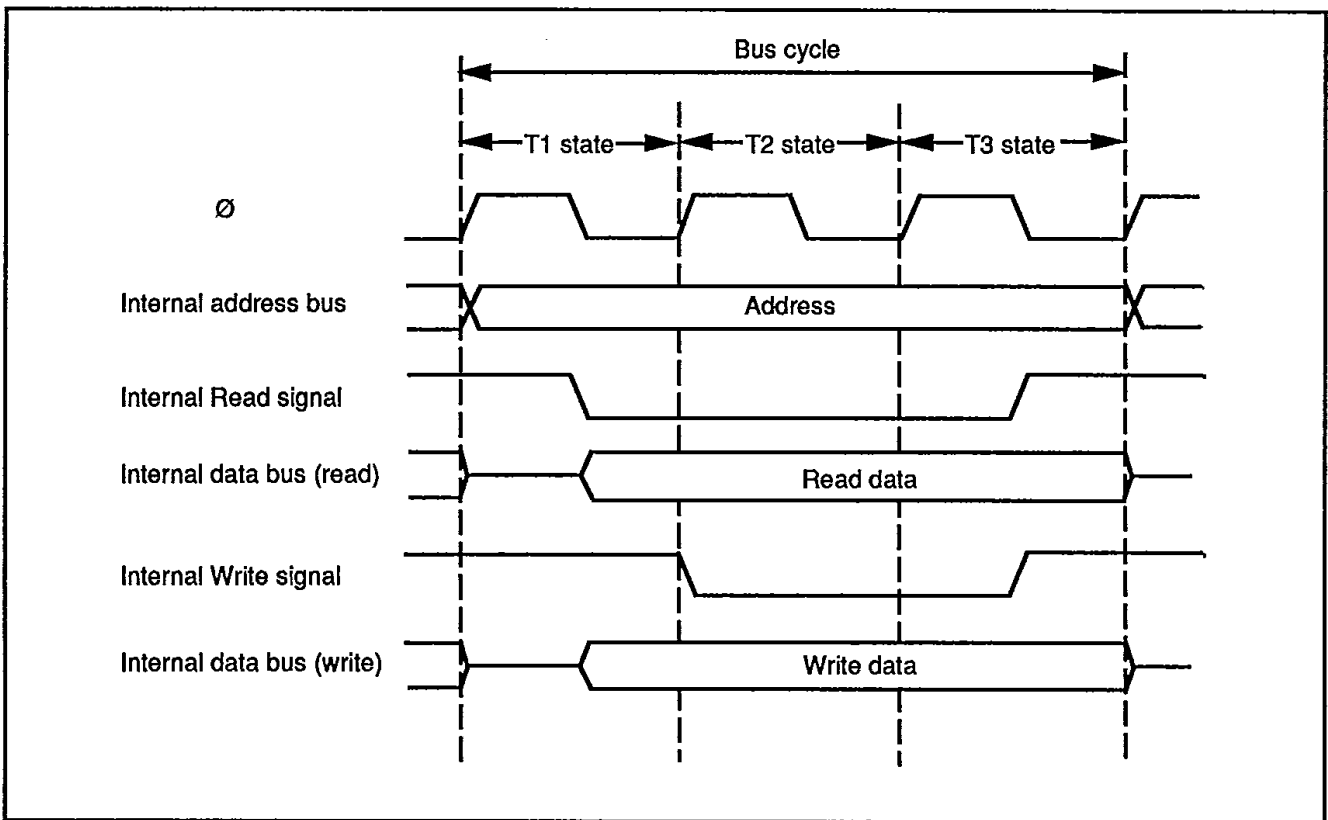 Bus cycle
T1 state
T2 state
T3 state
Ø
Internal address bus
Address
Internal Read signal
Internal data bus (read)
Read data
Internal Write signal
Internal data bus (write)
Write data